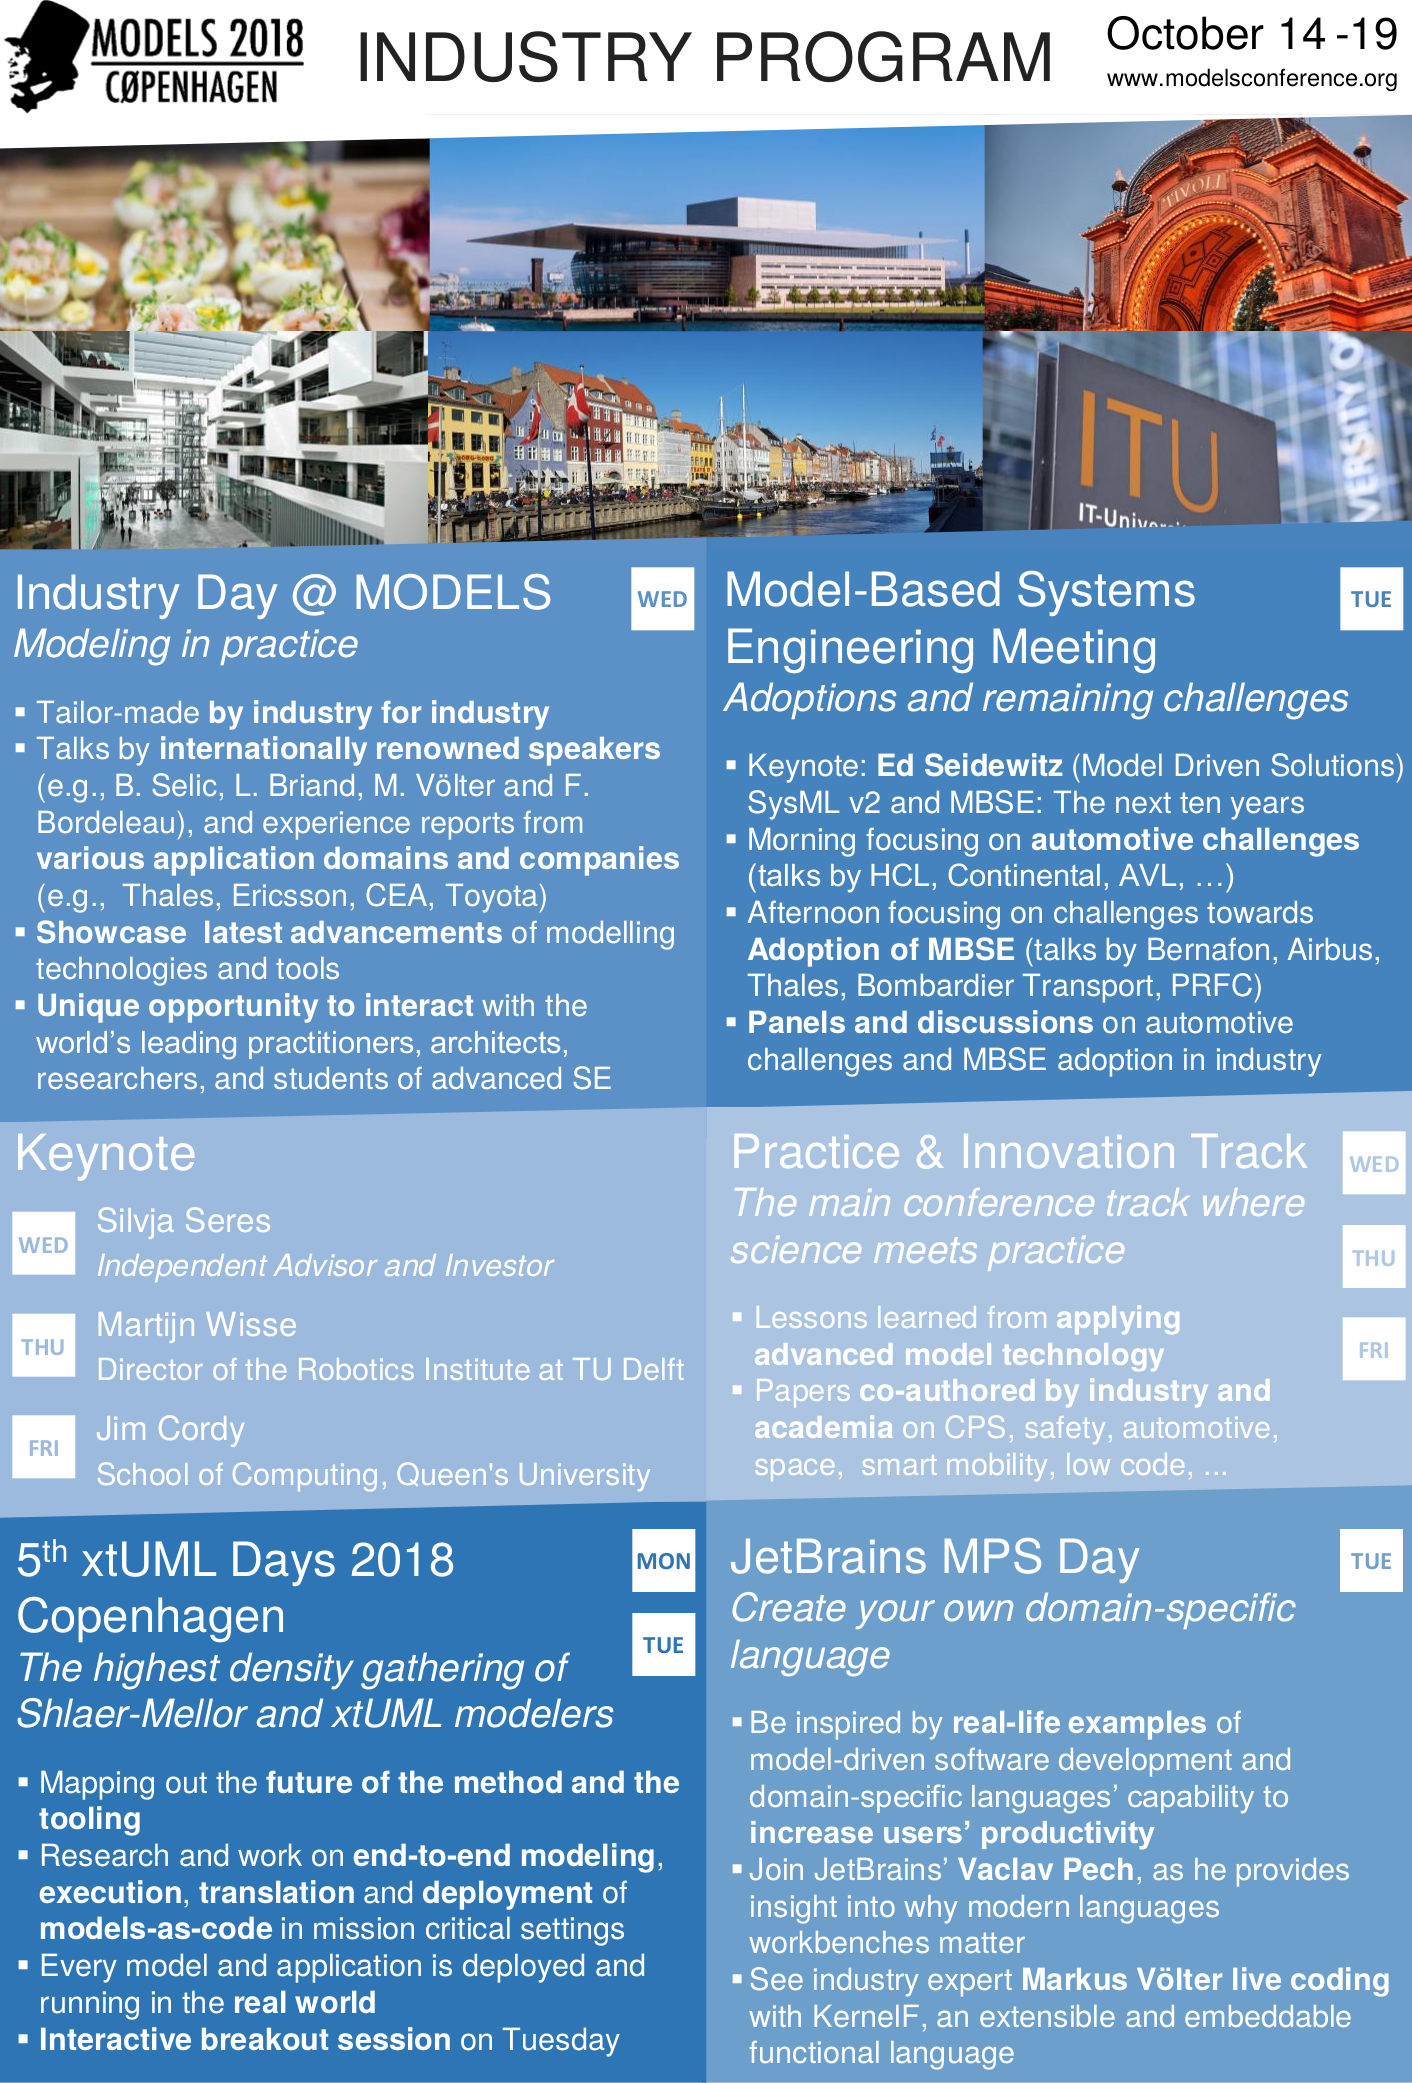 MODELS 2018
CØPENHAGEN
INDUSTRY PROGRAM
October 14 -19
www.modelsconference.org
TIVOLI
ITU
IT-Univer
VERSITY O
Industry Day @ MODELS
WED
Modeling in practice
▪ Tailor-made by industry for industry
▪ Talks by internationally renowned speakers
(e.g., B. Selic, L. Briand, M. Völter and F.
Bordeleau), and experience reports from
various application domains and companies
(e.g., Thales, Ericsson, CEA, Toyota)
▪ Showcase latest advancements of modelling
technologies and tools
▪ Unique opportunity to interact with the
world’s leading practitioners, architects,
researchers, and students of advanced SE
Model-Based Systems
Engineering Meeting
TUE
Adoptions and remaining challenges
▪ Keynote: Ed Seidewitz (Model Driven Solutions)
SysML v2 and MBSE: The next ten years
▪ Morning focusing on automotive challenges
(talks by HCL, Continental, AVL, …)
▪ Afternoon focusing on challenges towards
Adoption of MBSE (talks by Bernafon, Airbus,
Thales, Bombardier Transport, PRFC)
▪ Panels and discussions on automotive
challenges and MBSE adoption in industry
Keynote
WED
Silvja Seres
Independent Advisor and Investor
THU
Martijn Wisse
Director of the Robotics Institute at TU Delft
FRI
Jim Cordy
School of Computing, Queen's University
Practice & Innovation Track
The main conference track where
science meets practice
WED
THU
FRI
▪ Lessons learned from applying
advanced model technology
▪ Papers co-authored by industry and
academia on CPS, safety, automotive,
space, smart mobility, low code, ...
5th xtUML Days 2018
Copenhagen
MON
TUE
The highest density gathering of
Shlaer-Mellor and xtUML modelers
▪ Mapping out the future of the method and the
tooling
▪ Research and work on end-to-end modeling,
execution, translation and deployment of
models-as-code in mission critical settings
▪ Every model and application is deployed and
running in the real world
▪ Interactive breakout session on Tuesday
JetBrains MPS Day
TUE
Create your own domain-specific
language
▪ Be inspired by real-life examples of
model-driven software development and
domain-specific languages’ capability to
increase users’ productivity
▪ Join JetBrains’ Vaclav Pech, as he provides
insight into why modern languages
workbenches matter
▪ See industry expert Markus Völter live coding
with KernelF, an extensible and embeddable
functional language